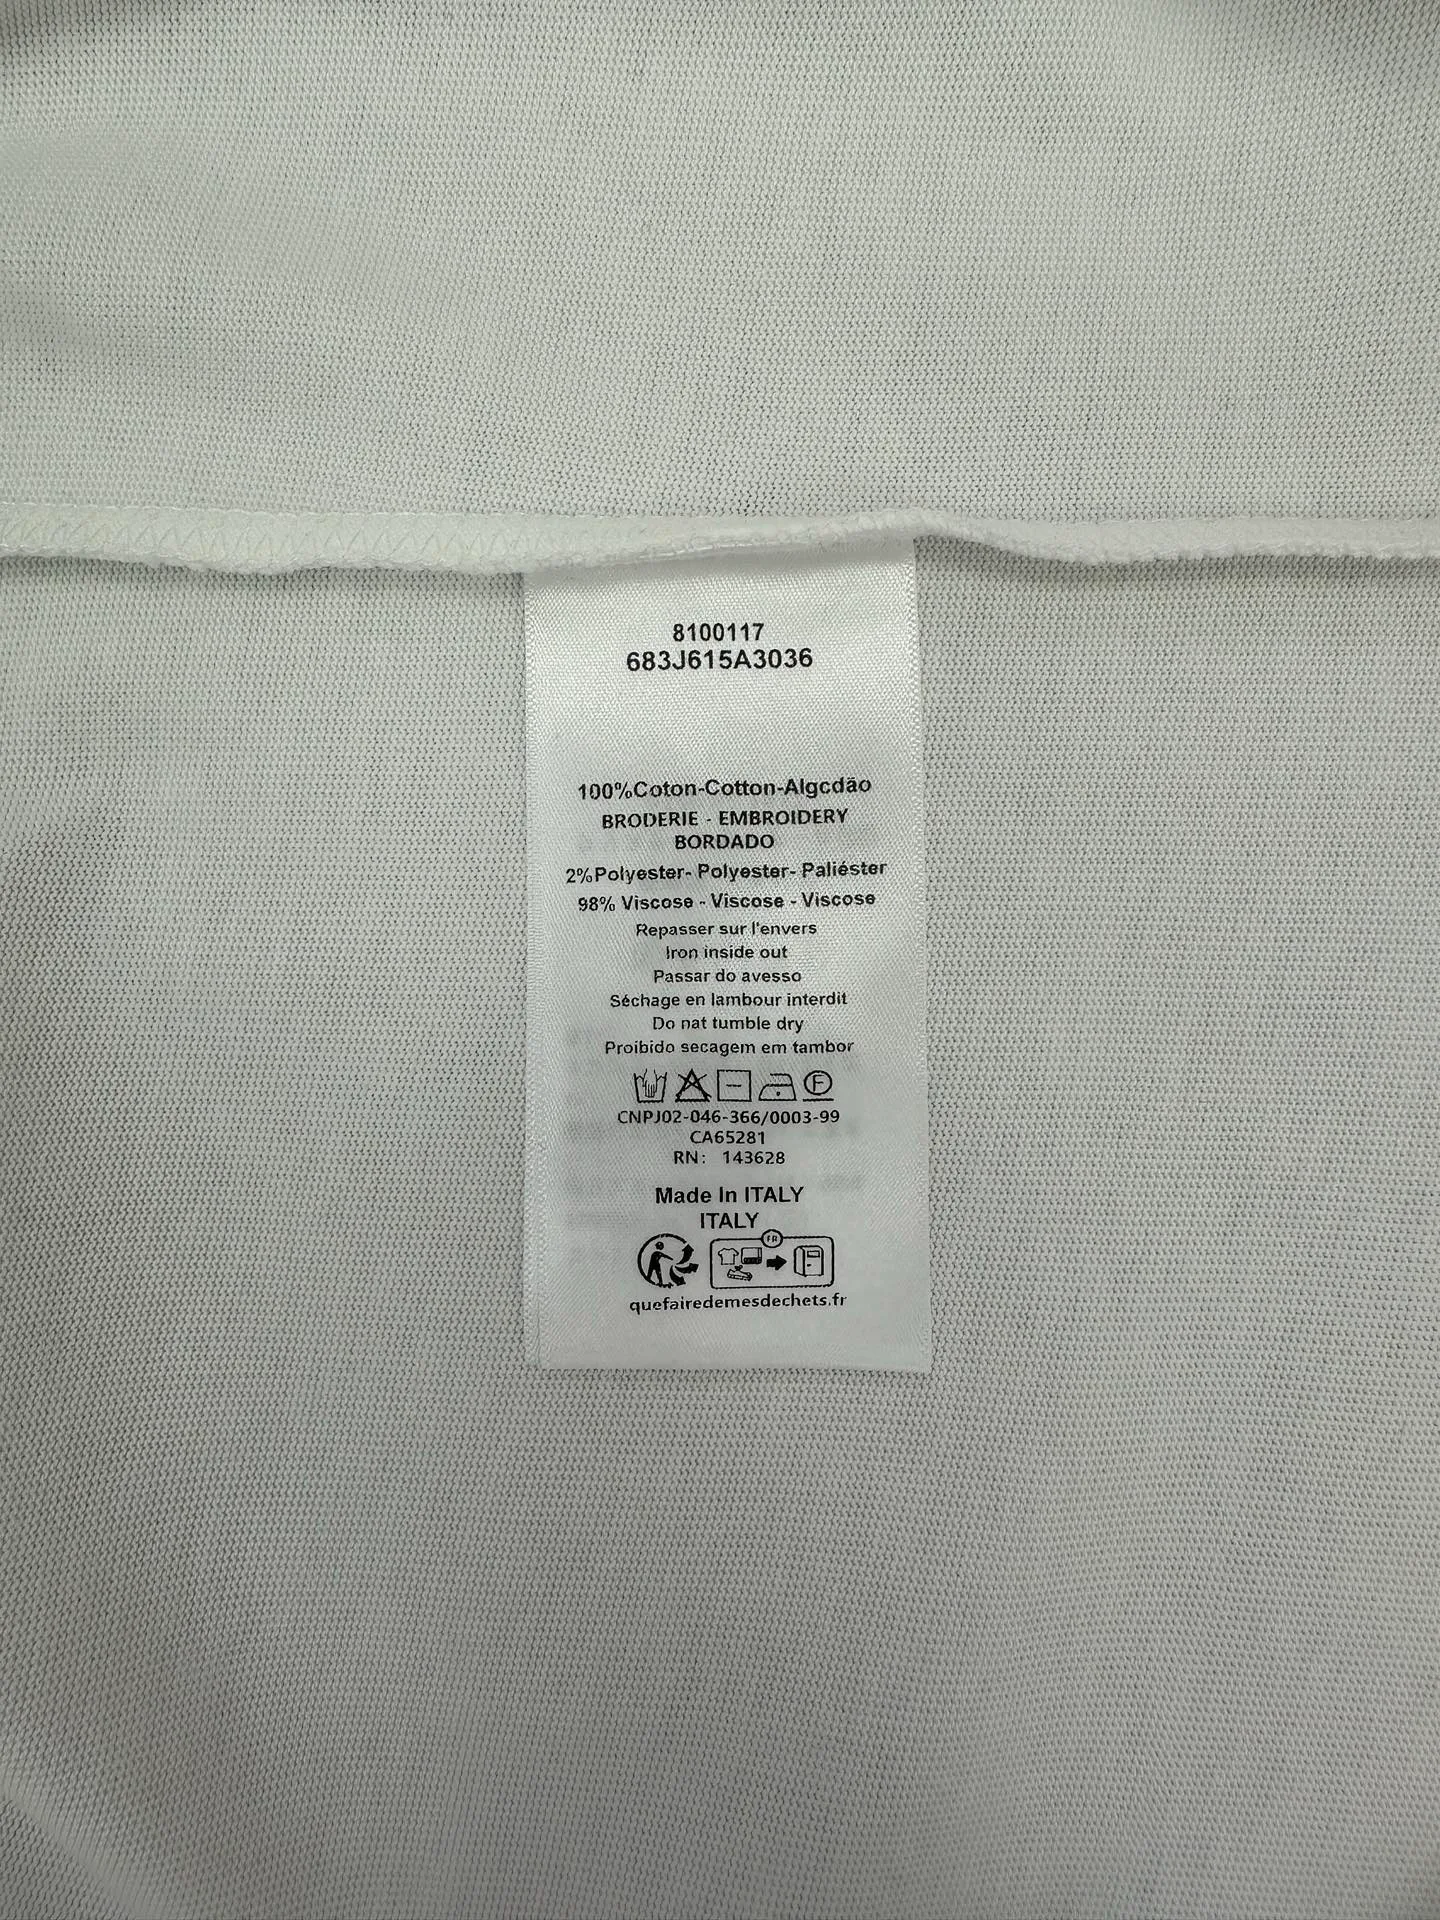 8100117
683J615A3036
100%Coton-Cotton-Algcdão
BRODERIE - EMBROIDERY
BORDADO
2%Polyester- Polyester- Paliéster
98% Viscose - Viscose - Viscose
Repasser sur l'envers
Iron inside out
Passar do avesso
Séchage en lambour interdit
Do nat tumble dry
Proibido secagem em tambor
F
CNPJ02-046-366/0003-99
CA65281
RN: 143628
Made In ITALY
ITALY
FR
quefairedemesdechets.fr